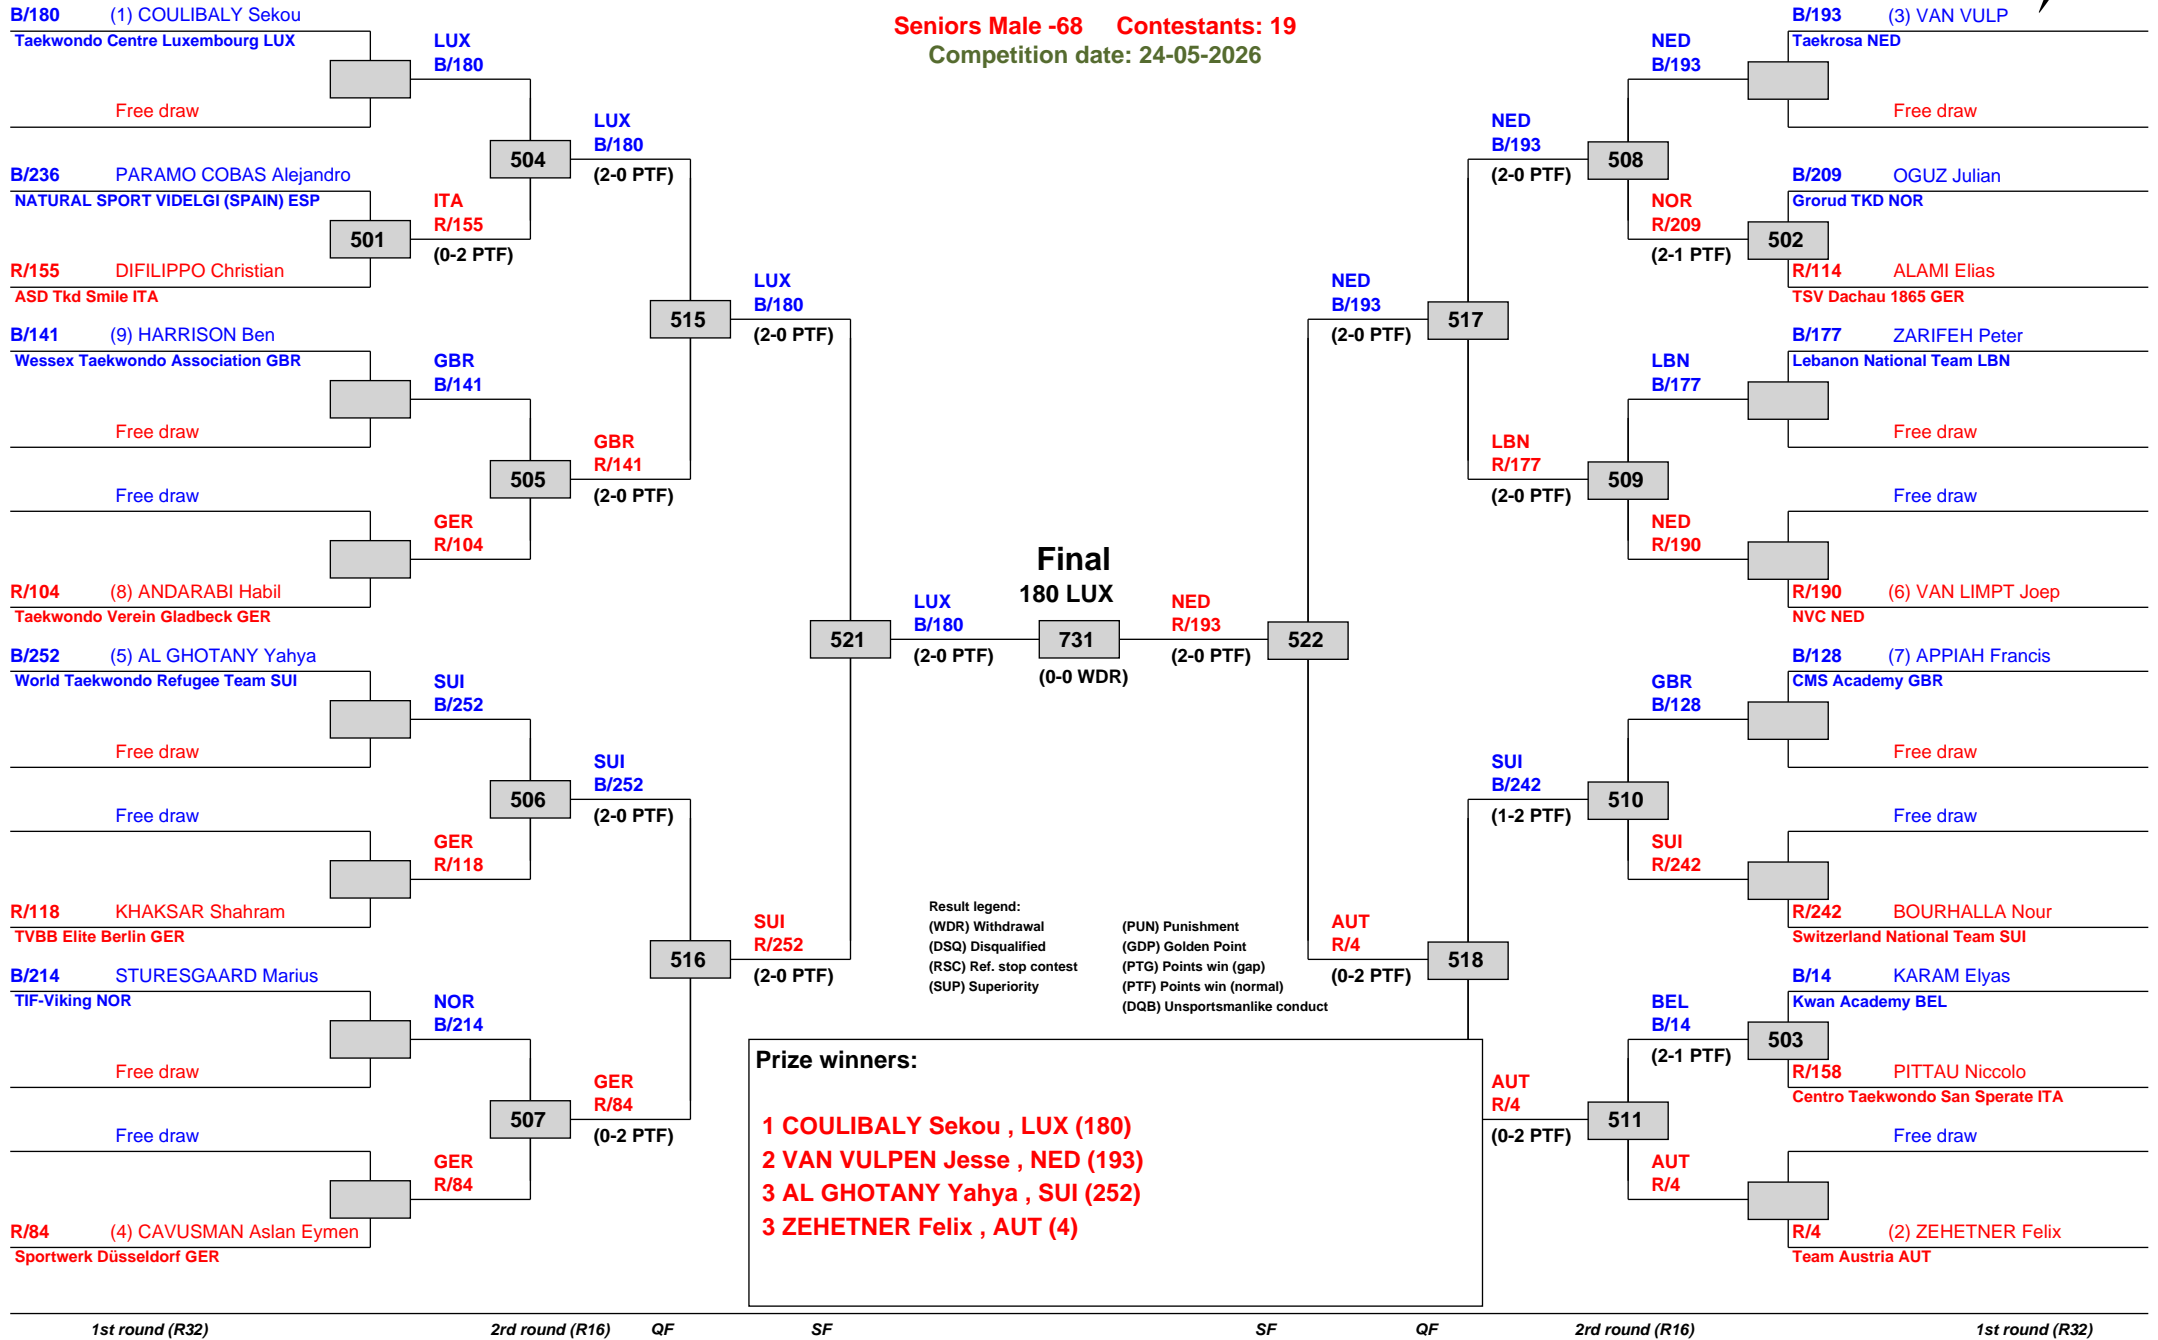 Seniors Male -68 Contestants: 19
Competition date: 24-05-2026
B/180 (1) COULIBALY Sekou
Taekwondo Centre Luxembourg LUX
Free draw
B/236 PARAMO COBAS Alejandro
NATURAL SPORT VIDELGI (SPAIN) ESP
R/155 DIFILIPPO Christian
ASD Tkd Smile ITA
B/141 (9) HARRISON Ben
Wessex Taekwondo Association GBR
Free draw
Free draw
R/104 (8) ANDARABI Habil
Taekwondo Verein Gladbeck GER
B/252 (5) AL GHOTANY Yahya
World Taekwondo Refugee Team SUI
Free draw
Free draw
R/118 KHAKSAR Shahram
TVBB Elite Berlin GER
B/214 STURESGAARD Marius
TIF-Viking NOR
Free draw
Free draw
R/84 (4) CAVUSMAN Aslan Eymen
Sportwerk Düsseldorf GER
501
LUX
B/180
ITA
R/155
(0-2 PTF)
GBR
B/141
GER
R/104
SUI
B/252
GER
R/118
NOR
B/214
GER
R/84
504
505
506
507
LUX
B/180
(2-0 PTF)
GBR
R/141
(2-0 PTF)
SUI
B/252
(2-0 PTF)
GER
R/84
(0-2 PTF)
515
516
LUX
B/180
(2-0 PTF)
SUI
R/252
(2-0 PTF)
521
LUX
B/180
(2-0 PTF)
Final
180 LUX
731
(0-0 WDR)
NED
R/193
(2-0 PTF)
522
NED
B/193
(2-0 PTF)
AUT
R/4
(0-2 PTF)
517
518
NED
B/193
(2-0 PTF)
LBN
R/177
(2-0 PTF)
SUI
B/242
(1-2 PTF)
AUT
R/4
(0-2 PTF)
508
509
510
511
NED
B/193
NOR
R/209
(2-1 PTF)
LBN
B/177
NED
R/190
GBR
B/128
SUI
R/242
BEL
B/14
(2-1 PTF)
AUT
R/4
502
503
B/193 (3) VAN VULP
Taekrosa NED
Free draw
B/209 OGUZ Julian
Grorud TKD NOR
R/114 ALAMI Elias
TSV Dachau 1865 GER
B/177 ZARIFEH Peter
Lebanon National Team LBN
Free draw
Free draw
R/190 (6) VAN LIMPT Joep
NVC NED
B/128 (7) APPIAH Francis
CMS Academy GBR
Free draw
Free draw
R/242 BOURHALLA Nour
Switzerland National Team SUI
B/14 KARAM Elyas
Kwan Academy BEL
R/158 PITTAU Niccolo
Centro Taekwondo San Sperate ITA
Free draw
R/4 (2) ZEHETNER Felix
Team Austria AUT
Result legend:
(WDR) Withdrawal (PUN) Punishment
(DSQ) Disqualified (GDP) Golden Point
(RSC) Ref. stop contest (PTG) Points win (gap)
(SUP) Superiority (PTF) Points win (normal)
(DQB) Unsportsmanlike conduct
Prize winners:
1 COULIBALY Sekou , LUX (180)
2 VAN VULPEN Jesse , NED (193)
3 AL GHOTANY Yahya , SUI (252)
3 ZEHETNER Felix , AUT (4)
1st round (R32) 2rd round (R16) QF SF SF QF 2rd round (R16) 1st round (R32)